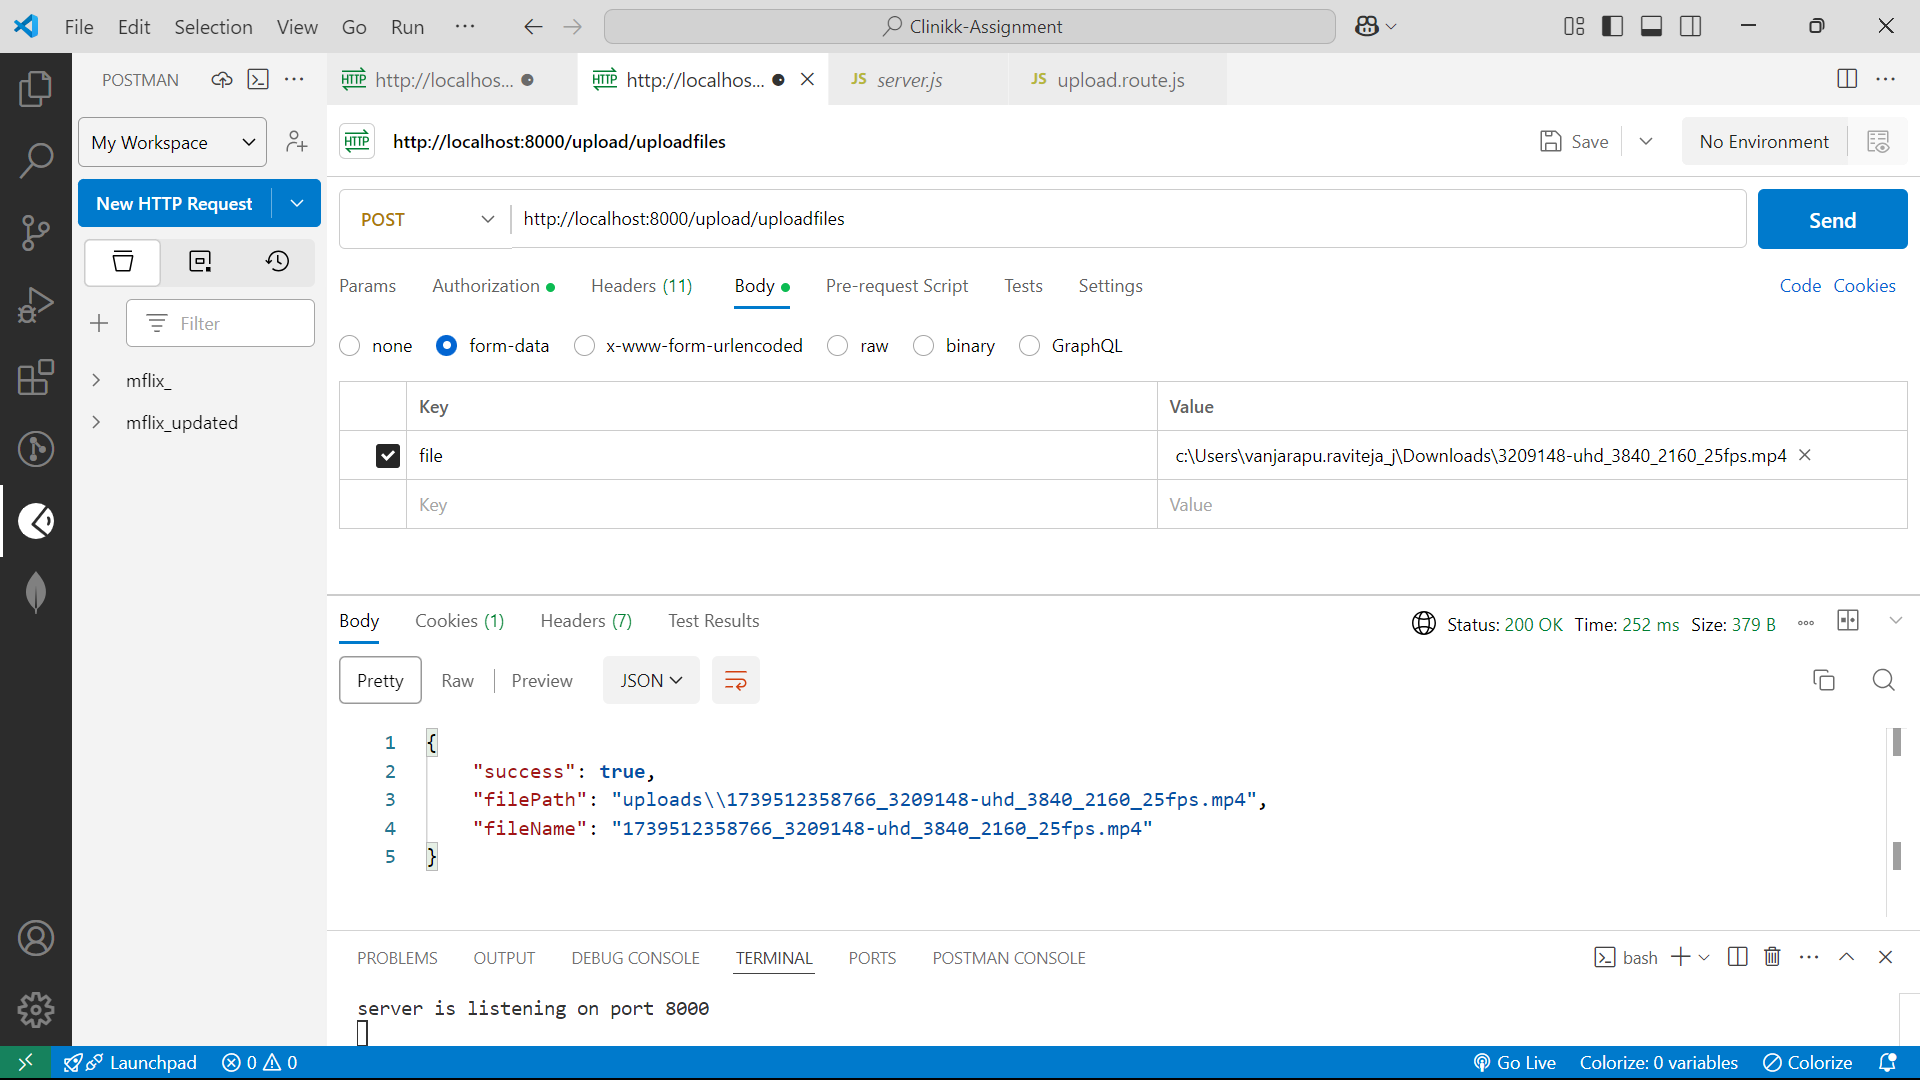 File Edit Selection View Go Run ··· Clinikk-Assignment
POSTMAN ···
HTTP http://localhos... HTTP http://localhos... JS server.js JS upload.route.js ···
My Workspace
HTTP http://localhost:8000/upload/uploadfiles Save No Environment
New HTTP Request
POST http://localhost:8000/upload/uploadfiles Send
Params Authorization Headers (11) Body Pre-request Script Tests Settings Code Cookies
Filter
none form-data x-www-form-urlencoded raw binary GraphQL
mflix_
mflix_updated
Key Value
file c:\Users\vanjarapu.raviteja_j\Downloads\3209148-uhd_3840_2160_25fps.mp4
Key Value
Body Cookies (1) Headers (7) Test Results Status: 200 OK Time: 252 ms Size: 379 B
Pretty Raw Preview JSON
1 {
2 "success": true,
3 "filePath": "uploads\\1739512358766_3209148-uhd_3840_2160_25fps.mp4",
4 "fileName": "1739512358766_3209148-uhd_3840_2160_25fps.mp4"
5 }
PROBLEMS OUTPUT DEBUG CONSOLE TERMINAL PORTS POSTMAN CONSOLE bash ···
server is listening on port 8000
Launchpad 0 0 Go Live Colorize: 0 variables Colorize